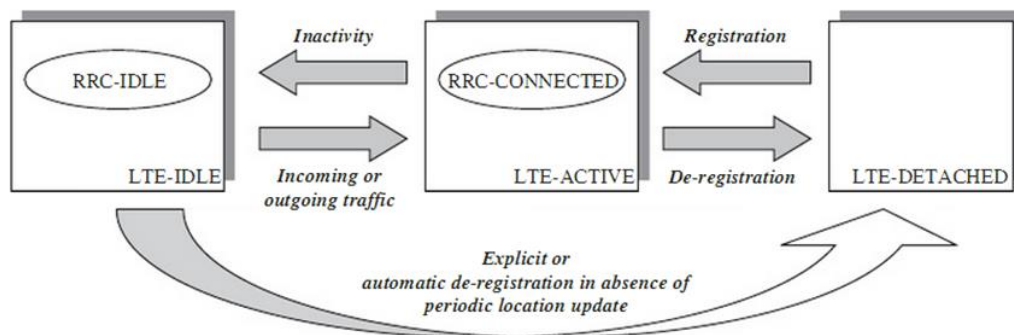 Inactivity
Registration
RRC-IDLE
RRC-CONNECTED
LTE-IDLE
Incoming or
outgoing traffic
LTE-ACTIVE
De-registration
LTE-DETACHED
Explicit or
automatic de-registration in absence of
periodic location update